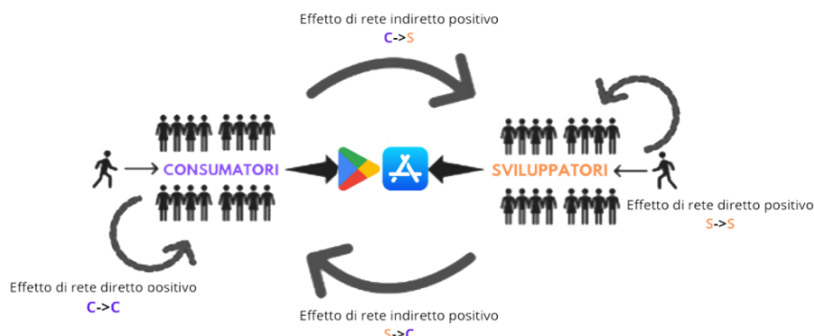 Effetto di rete indiretto positivo
C->S
CONSUMATORI
SVILUPPATORI
Effetto di rete diretto positivo
S->S
Effetto di rete diretto oositivo
C->C
Effetto di rete indiretto positivo
S->C